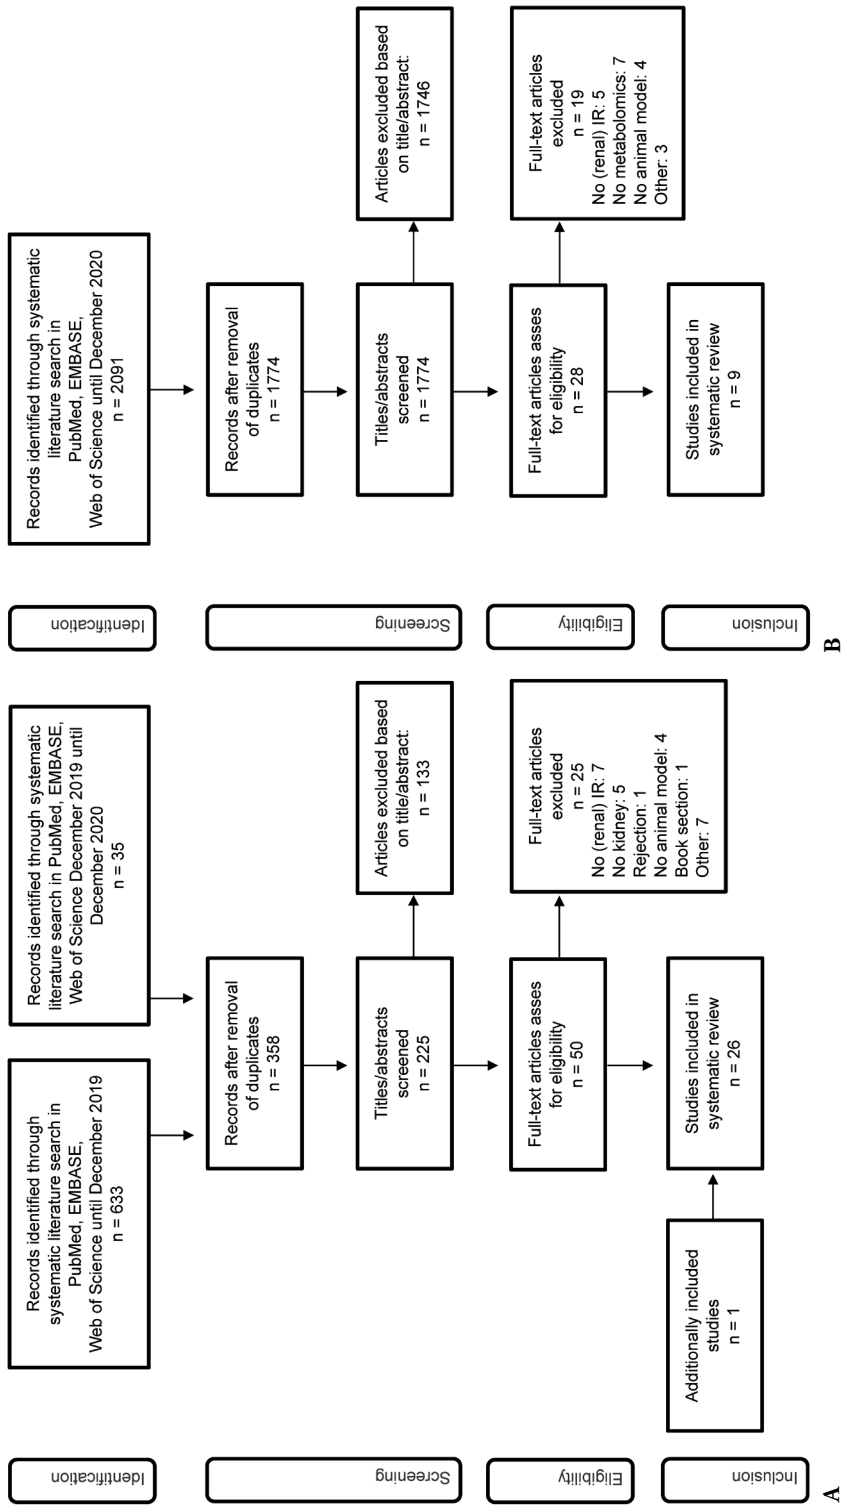 A
Identification
Records identified through
systematic literature search in
PubMed, EMBASE,
Web of Science until December 2019
n = 633
Records identified through systematic
literature search in PubMed, EMBASE,
Web of Science December 2019 until
December 2020
n = 35
Screening
Records after removal
of duplicates
n = 358
Titles/abstracts
screened
n = 225
Articles excluded based
on title/abstract:
n = 133
Eligibility
Full-text articles asses
for eligibility
n = 50
Full-text articles
excluded
n = 25
No (renal) IR: 7
No kidney: 5
Rejection: 1
No animal model: 4
Book section: 1
Other: 7
Inclusion
Additionally included
studies
n = 1
Studies included in
systematic review
n = 26
B
Identification
Records identified through systematic
literature search in
PubMed, EMBASE,
Web of Science until December 2020
n = 2091
Screening
Records after removal
of duplicates
n = 1774
Titles/abstracts
screened
n = 1774
Articles excluded based
on title/abstract:
n = 1746
Eligibility
Full-text articles asses
for eligibility
n = 28
Full-text articles
excluded
n = 19
No (renal) IR: 5
No metabolomics: 7
No animal model: 4
Other: 3
Inclusion
Studies included in
systematic review
n = 9